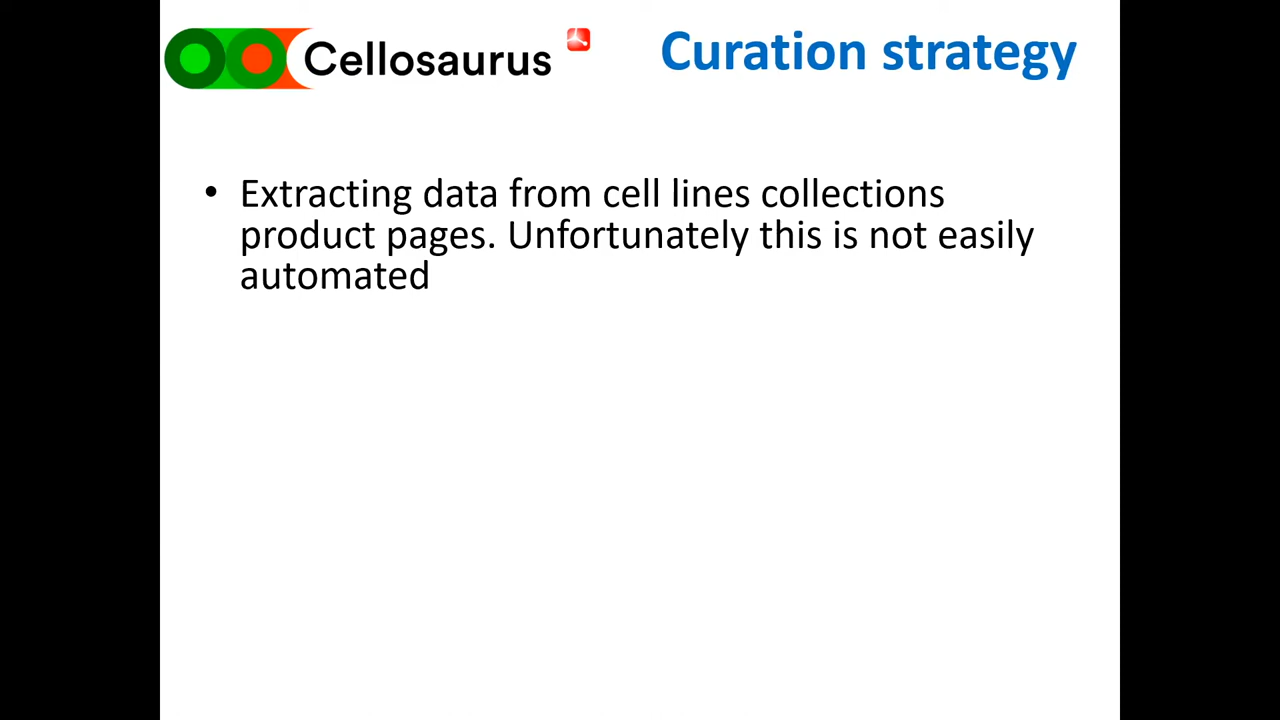 Cellosaurus
Curation strategy
• Extracting data from cell lines collections
product pages. Unfortunately this is not easily
automated